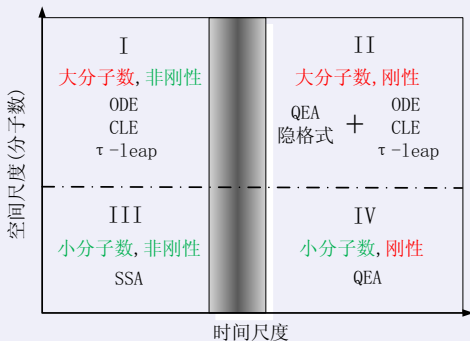 空间尺度(分子数)
I
大分子数,非刚性
ODE
CLE
τ-leap
II
大分子数,刚性
QEA
隐格式
+
ODE
CLE
τ-leap
III
小分子数,非刚性
SSA
IV
小分子数,刚性
QEA
时间尺度